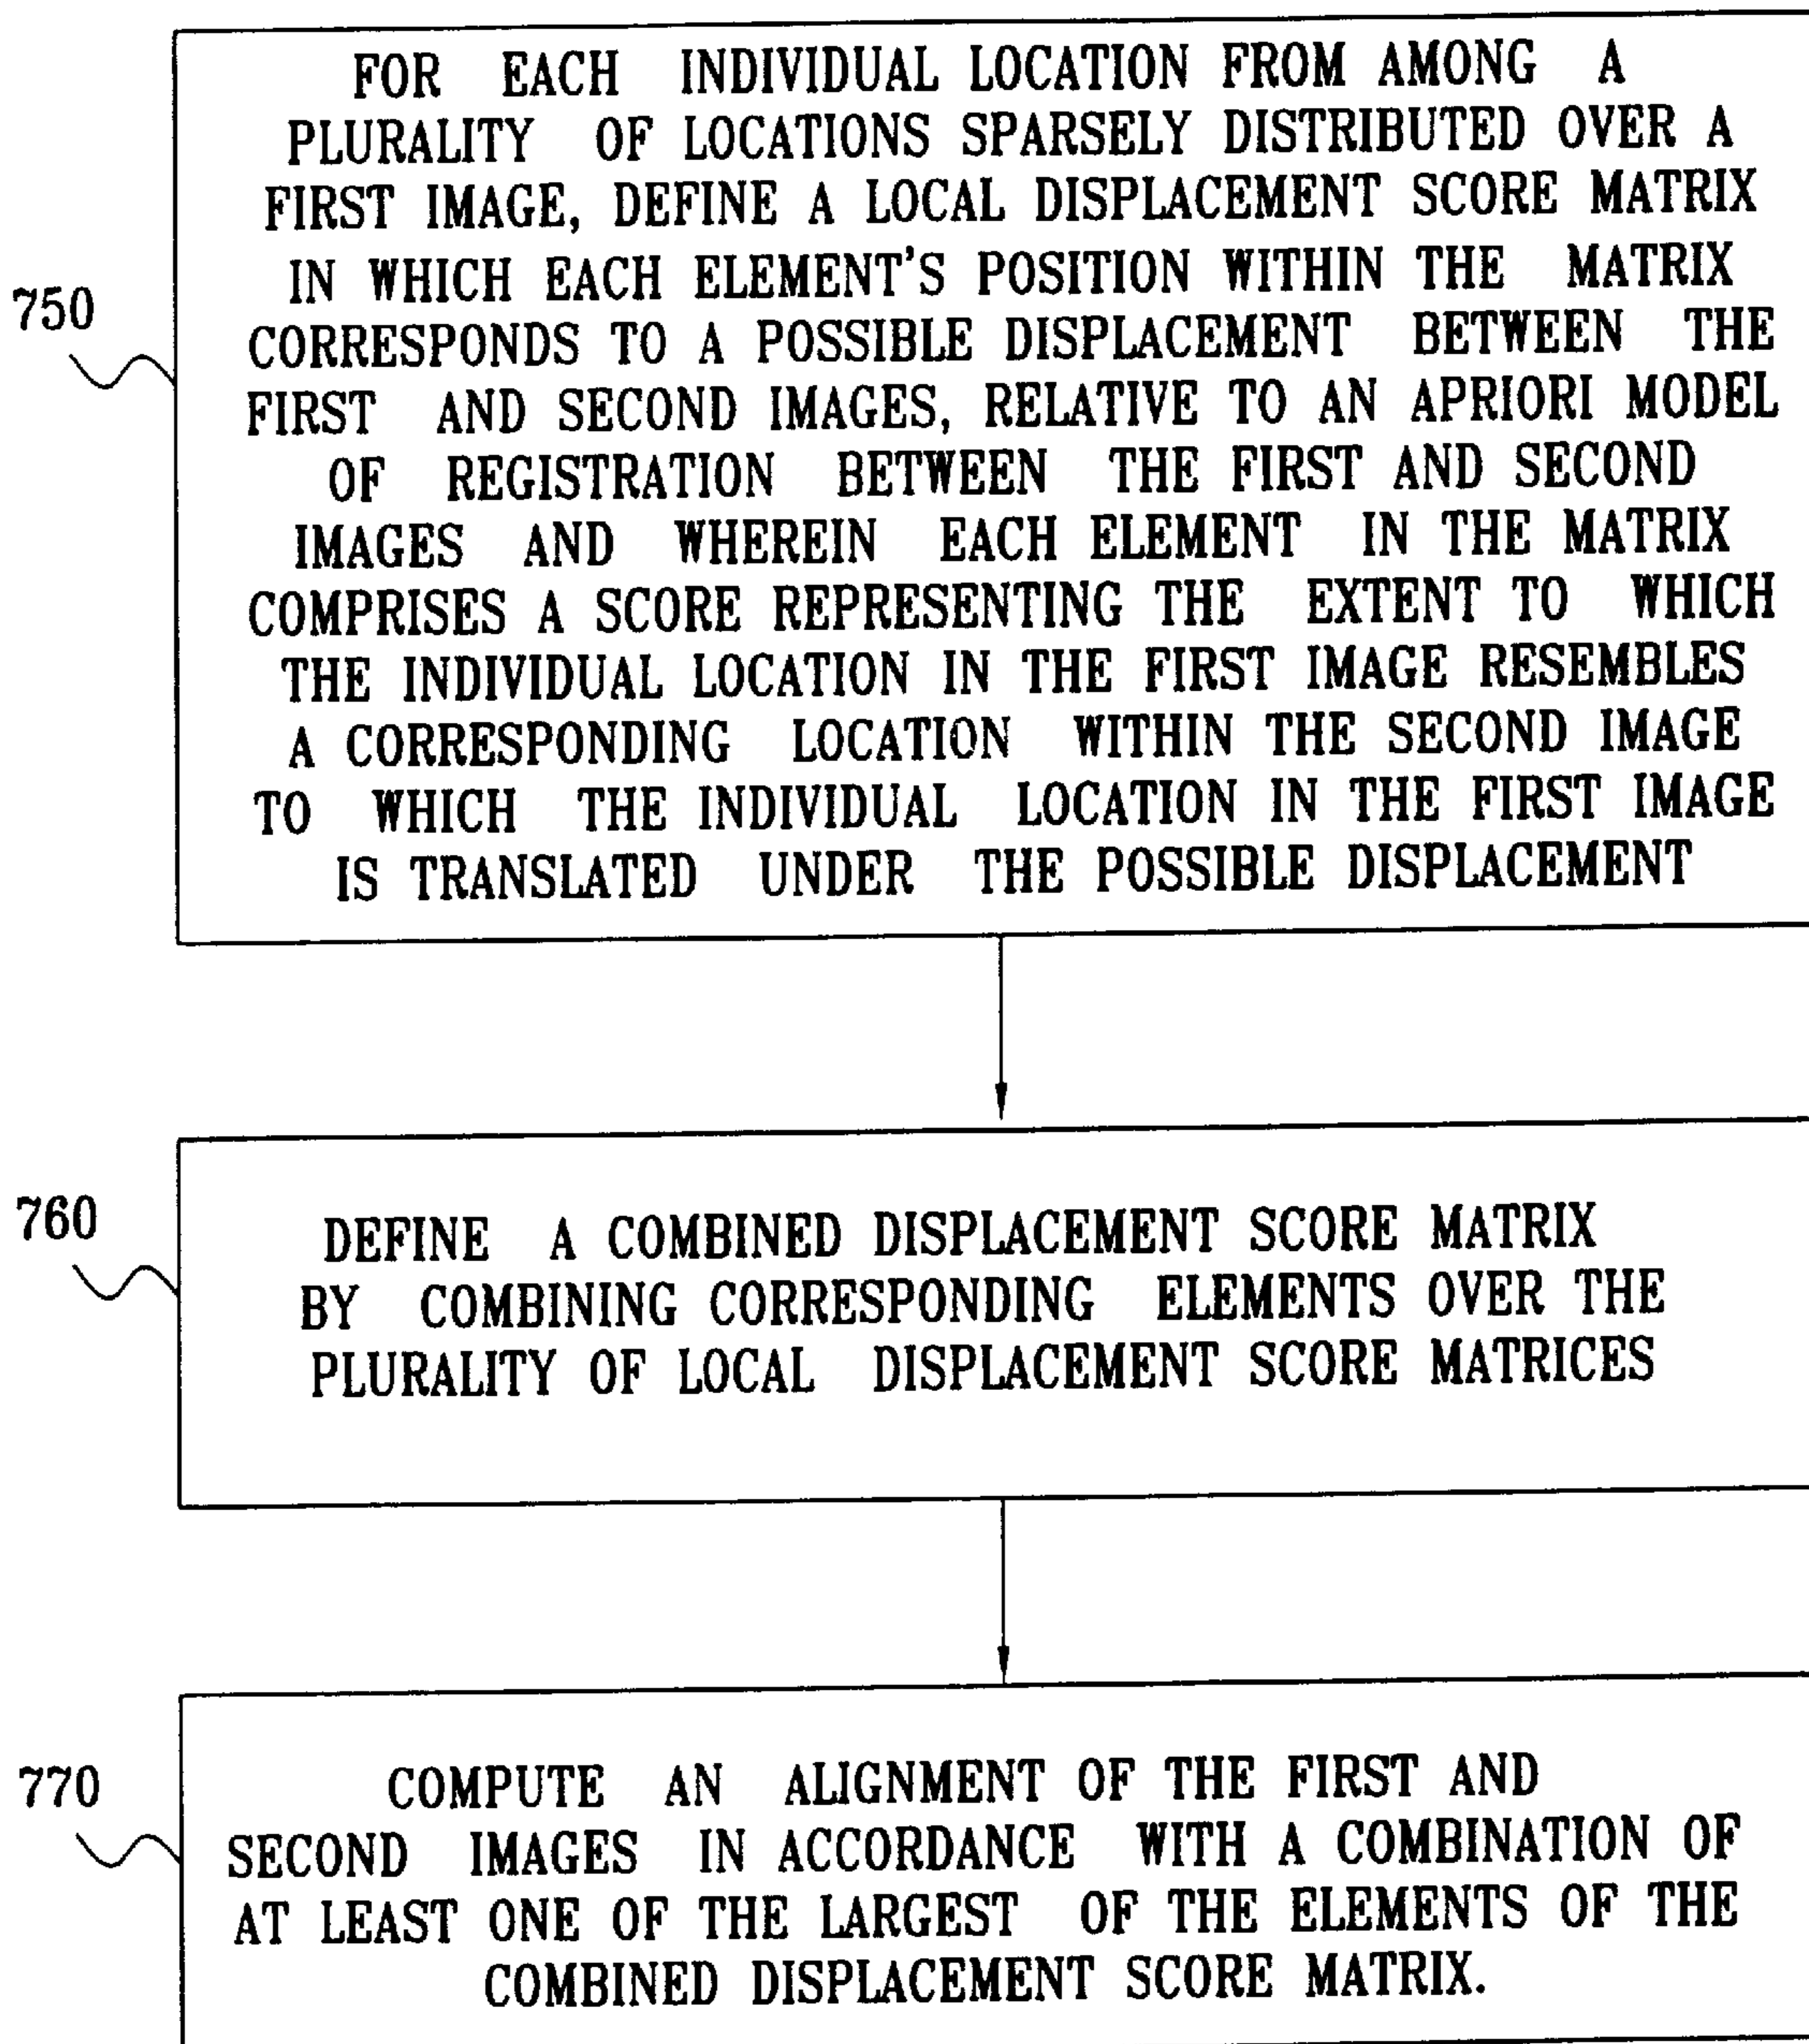 FOR EACH INDIVIDUAL LOCATION FROM AMONG A
PLURALITY OF LOCATIONS SPARSELY DISTRIBUTED OVER A
FIRST IMAGE, DEFINE A LOCAL DISPLACEMENT SCORE MATRIX
IN WHICH EACH ELEMENT'S POSITION WITHIN THE MATRIX
750
CORRESPONDS TO A POSSIBLE DISPLACEMENT BETWEEN THE
FIRST AND SECOND IMAGES, RELATIVE TO AN APRIORI MODEL
OF REGISTRATION BETWEEN THE FIRST AND SECOND
IMAGES AND WHEREIN EACH ELEMENT IN THE MATRIX
COMPRISES A SCORE REPRESENTING THE EXTENT TO WHICH
THE INDIVIDUAL LOCATION IN THE FIRST IMAGE RESEMBLES
A CORRESPONDING LOCATION WITHIN THE SECOND IMAGE
TO WHICH THE INDIVIDUAL LOCATION IN THE FIRST IMAGE
IS TRANSLATED UNDER THE POSSIBLE DISPLACEMENT
760
DEFINE A COMBINED DISPLACEMENT SCORE MATRIX
BY COMBINING CORRESPONDING ELEMENTS OVER THE
PLURALITY OF LOCAL DISPLACEMENT SCORE MATRICES
770
COMPUTE AN ALIGNMENT OF THE FIRST AND
SECOND IMAGES IN ACCORDANCE WITH A COMBINATION OF
AT LEAST ONE OF THE LARGEST OF THE ELEMENTS OF THE
COMBINED DISPLACEMENT SCORE MATRIX.